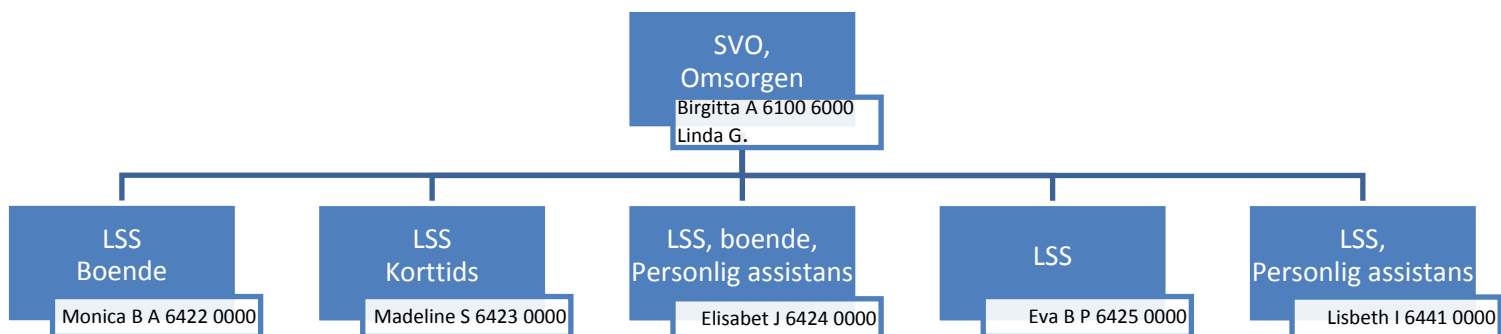 SVO,
Omsorgen
Birgitta A 6100 6000
Linda G.
LSS
Boende
Monica B A 6422 0000
LSS
Korttids
Madeline S 6423 0000
LSS, boende,
Personlig assistans
Elisabet J 6424 0000
LSS
Eva B P 6425 0000
LSS,
Personlig assistans
Lisbeth I 6441 0000